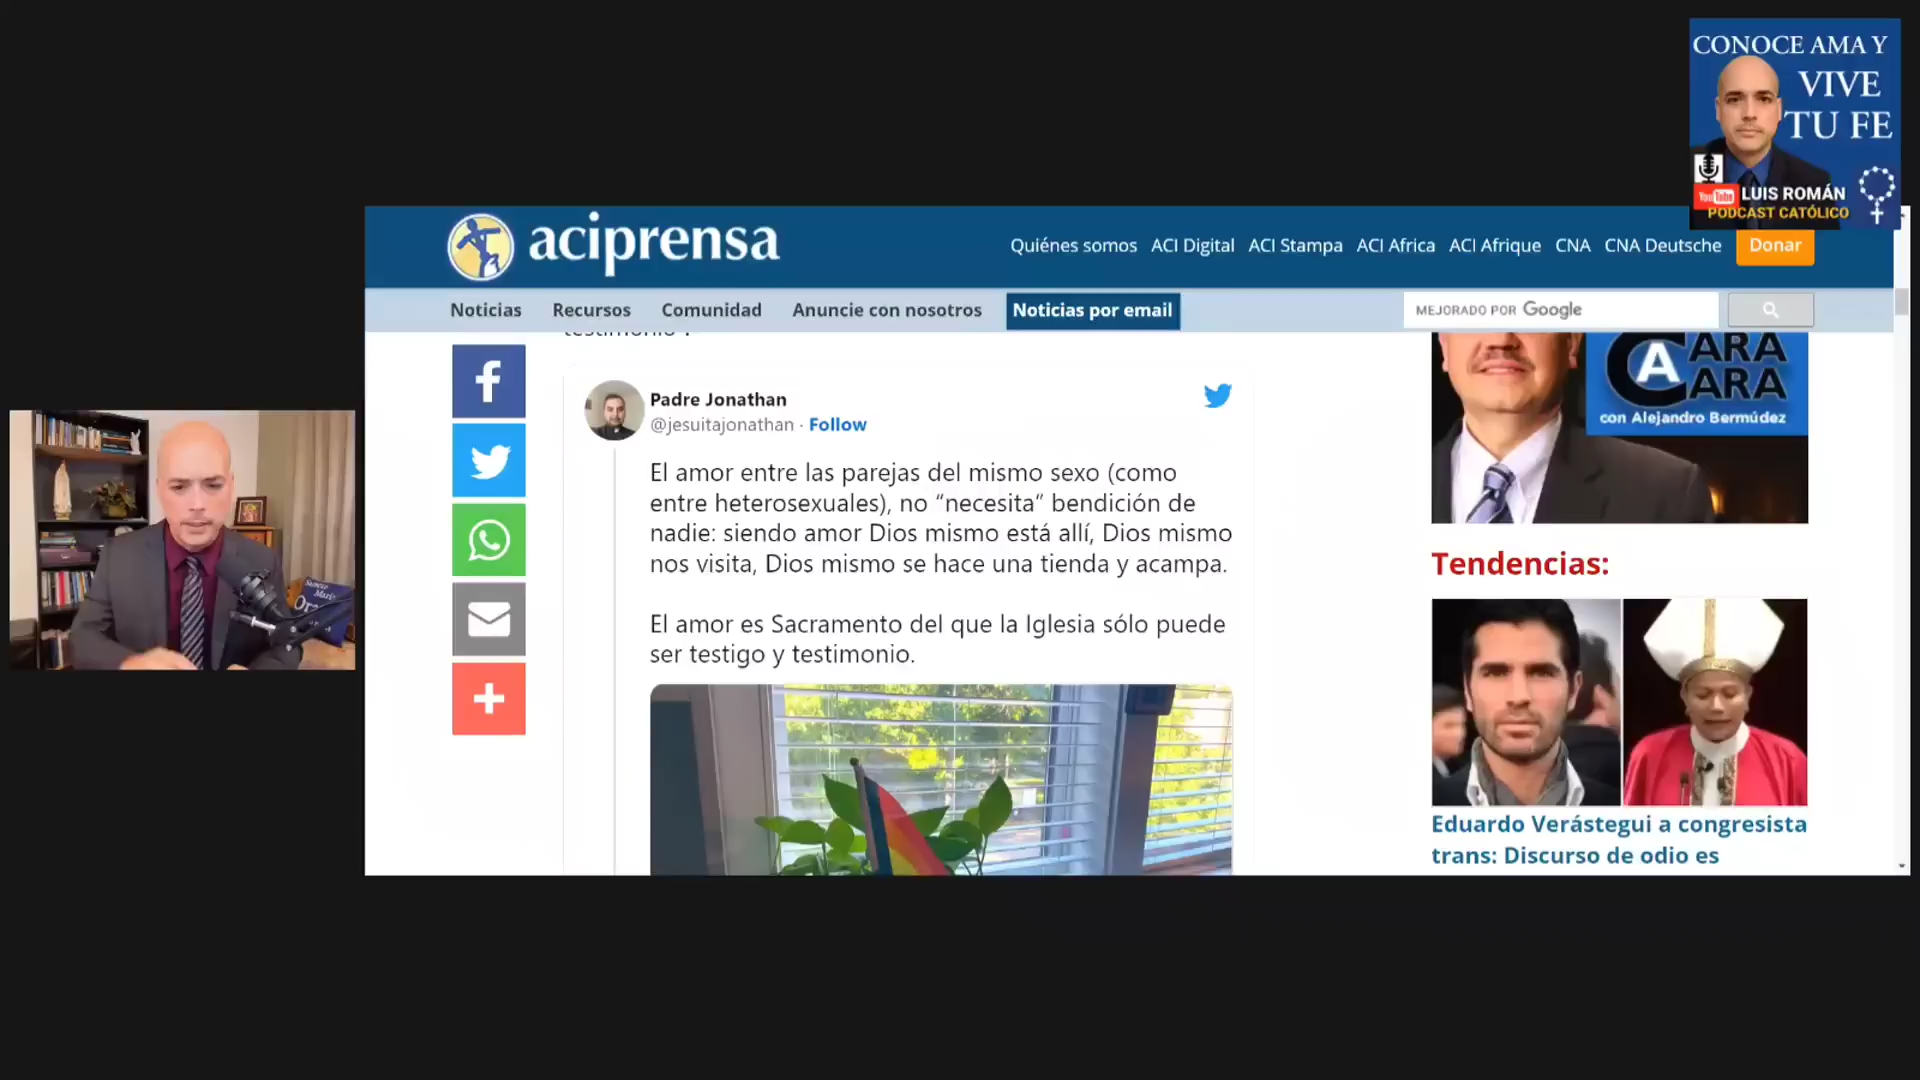 CONOCE AMA Y
VIVE
TU FE
YouTube LUIS ROMÁN
PODCAST CATÓLICO
aciprensa
Quiénes somos ACI Digital ACI Stampa ACI Africa ACI Afrique CNA CNA Deutsche Donar
Noticias Recursos Comunidad Anuncie con nosotros Noticias por email
MEJORADO POR Google
Padre Jonathan
@jesuitajonathan · Follow
El amor entre las parejas del mismo sexo (como
entre heterosexuales), no “necesita” bendición de
nadie: siendo amor Dios mismo está allí, Dios mismo
nos visita, Dios mismo se hace una tienda y acampa.
El amor es Sacramento del que la Iglesia sólo puede
ser testigo y testimonio.
CARA
A CARA
con Alejandro Bermúdez
Tendencias:
Eduardo Verástegui a congresista
trans: Discurso de odio es